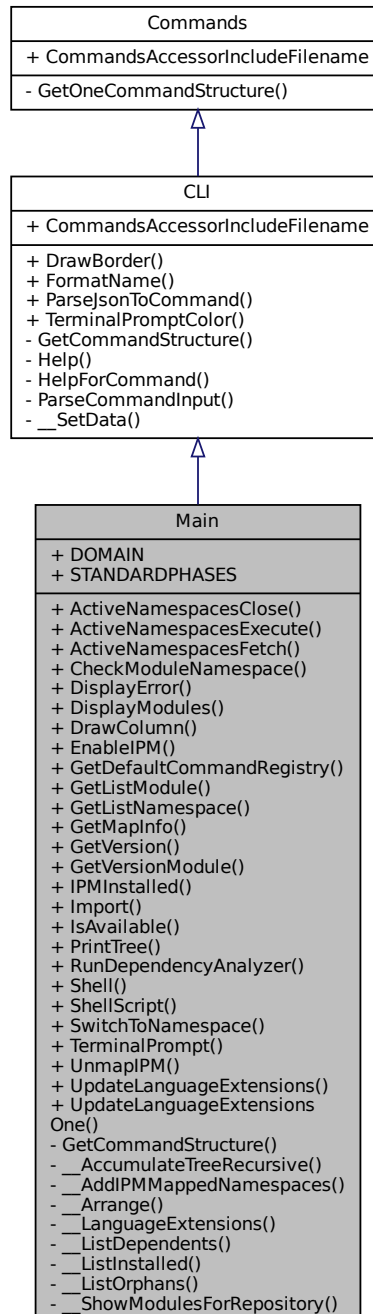 Commands
+ CommandsAccessorIncludeFilename
- GetOneCommandStructure()
CLI
+ CommandsAccessorIncludeFilename
+ DrawBorder()
+ FormatName()
+ ParseJsonToCommand()
+ TerminalPromptColor()
- GetCommandStructure()
- Help()
- HelpForCommand()
- ParseCommandInput()
- __SetData()
Main
+ DOMAIN
+ STANDARDPHASES
+ ActiveNamespacesClose()
+ ActiveNamespacesExecute()
+ ActiveNamespacesFetch()
+ CheckModuleNamespace()
+ DisplayError()
+ DisplayModules()
+ DrawColumn()
+ EnableIPM()
+ GetDefaultCommandRegistry()
+ GetListModule()
+ GetListNamespace()
+ GetMapInfo()
+ GetVersion()
+ GetVersionModule()
+ IPMInstalled()
+ Import()
+ IsAvailable()
+ PrintTree()
+ RunDependencyAnalyzer()
+ Shell()
+ ShellScript()
+ SwitchToNamespace()
+ TerminalPrompt()
+ UnmapIPM()
+ UpdateLanguageExtensions()
+ UpdateLanguageExtensions
One()
- GetCommandStructure()
- __AccumulateTreeRecursive()
- __AddIPMMappedNamespaces()
- __Arrange()
- __LanguageExtensions()
- __ListDependents()
- __ListInstalled()
- __ListOrphans()
- __ShowModulesForRepository()